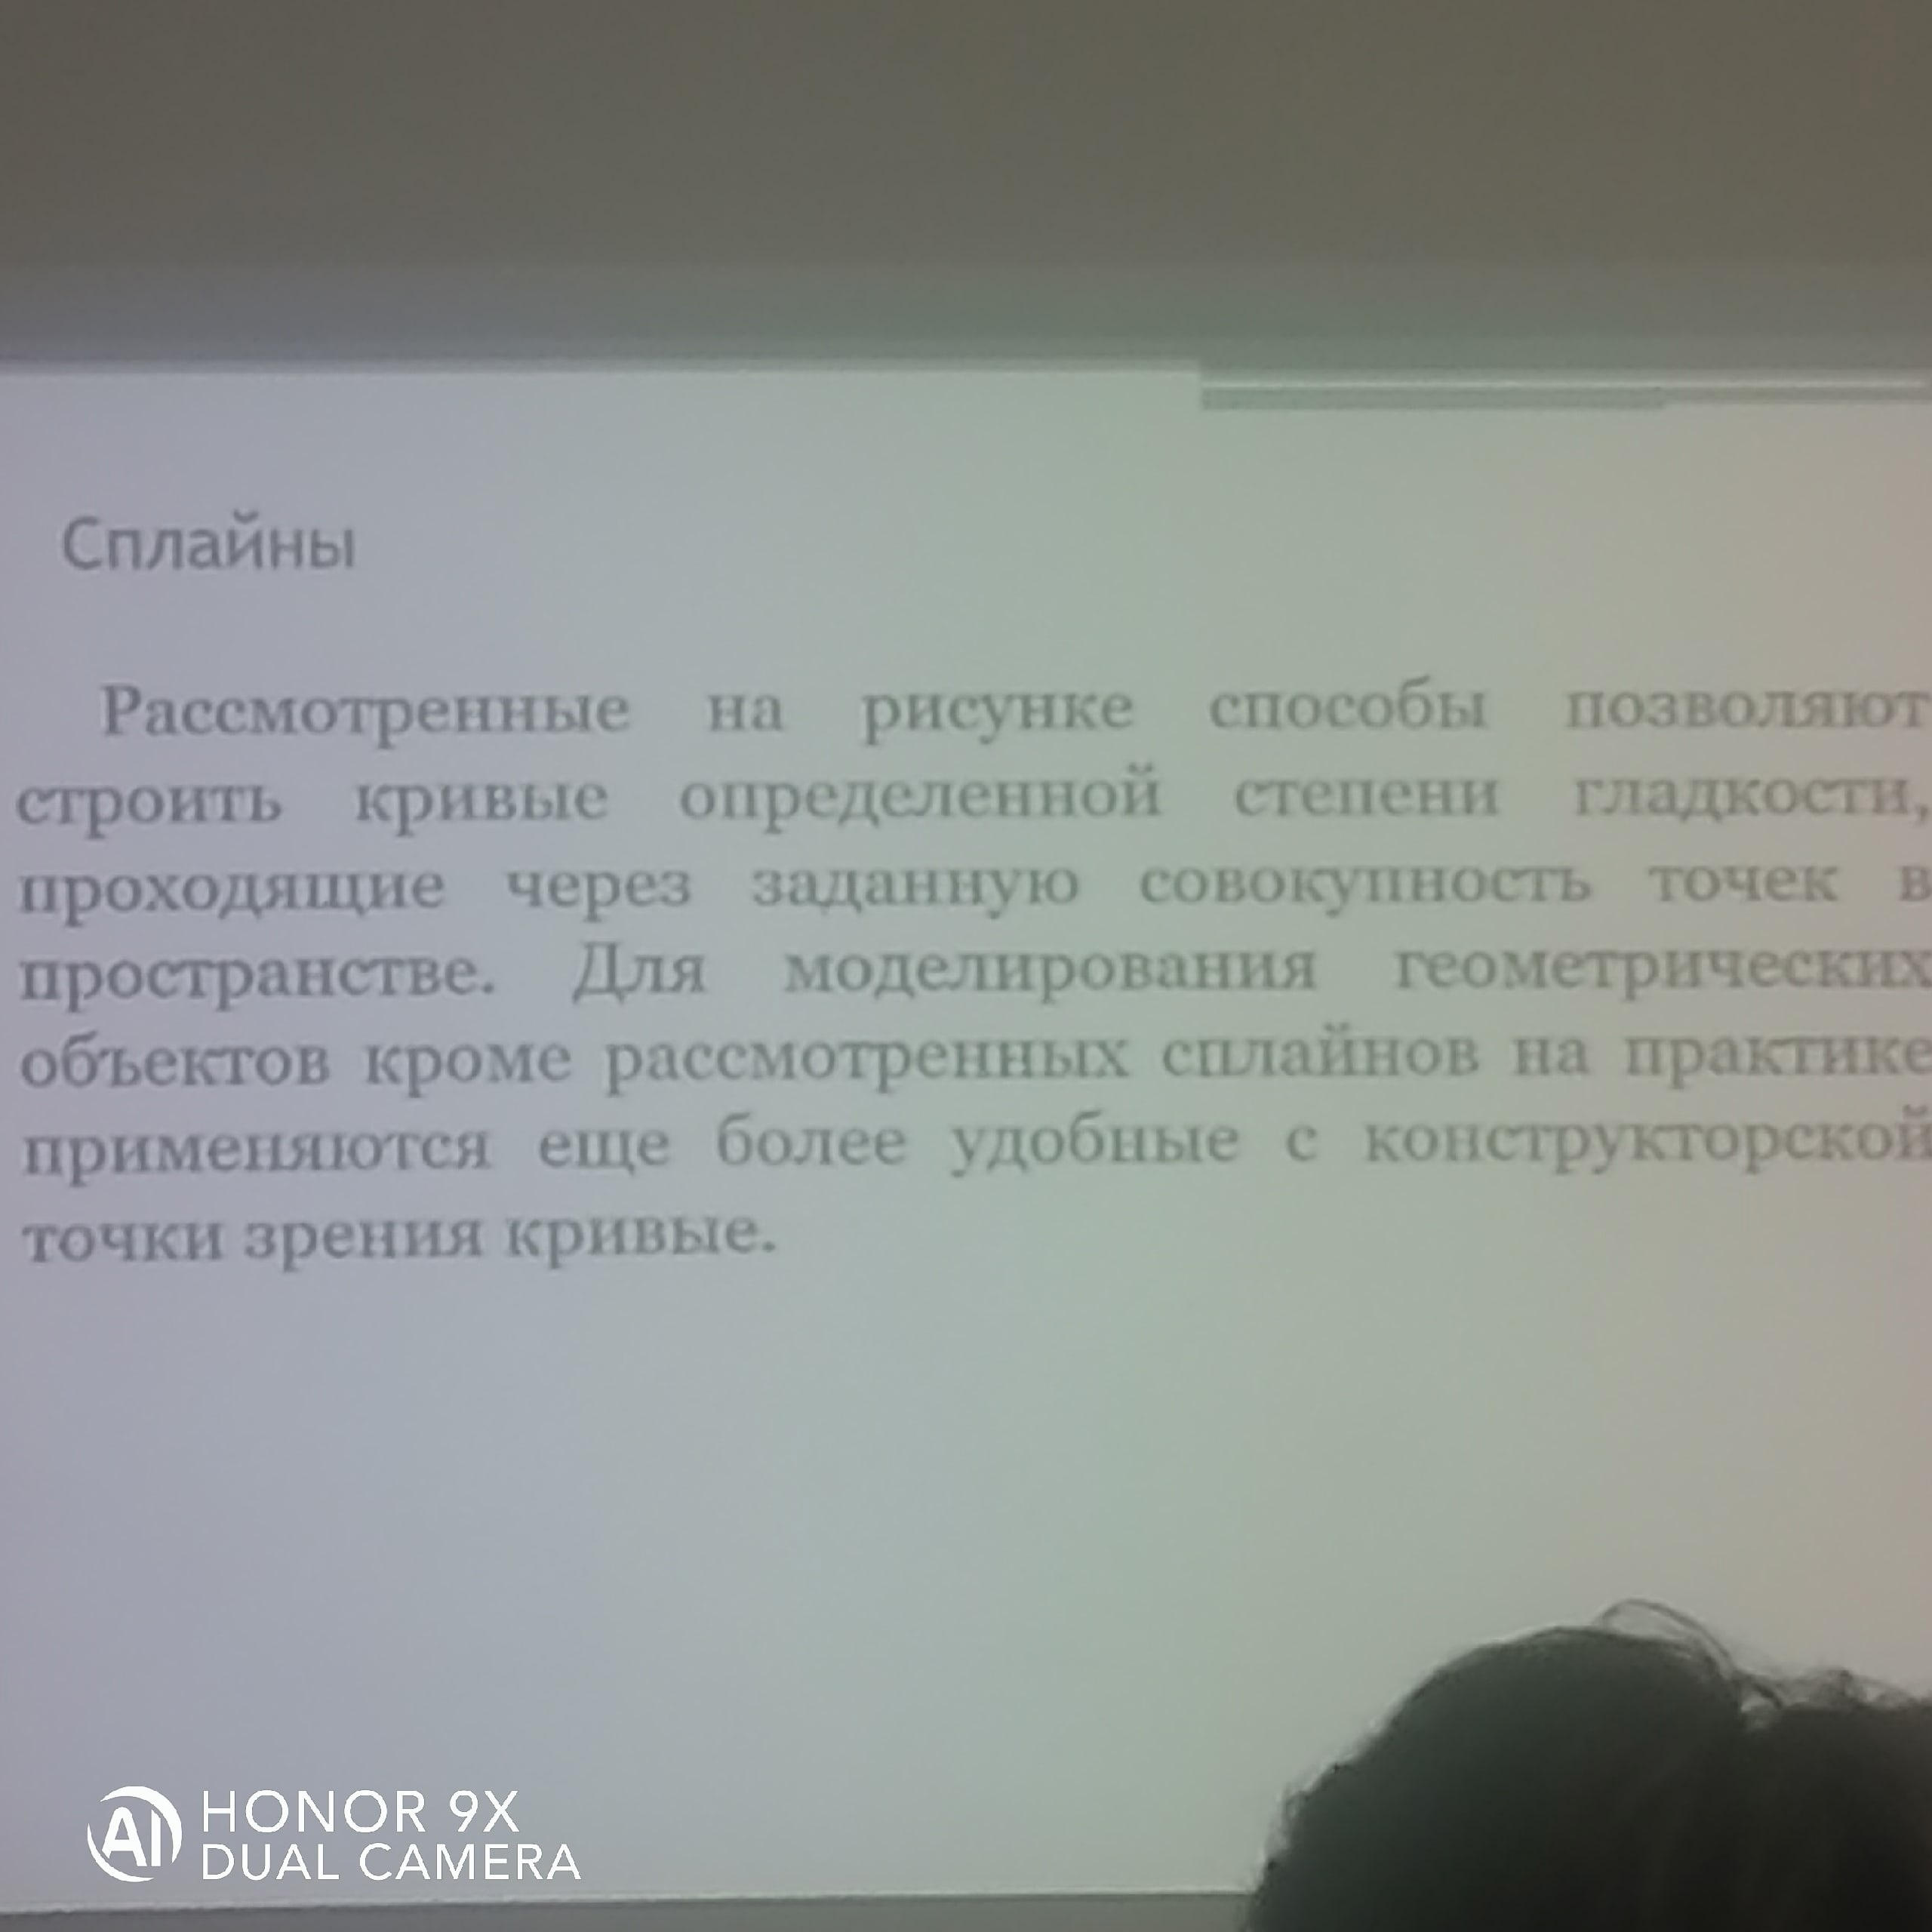 Сплайны
Рассмотренные на рисунке способы позволяют
строить кривые определенной степени гладкости,
проходящие через заданную совокупность точек в
пространстве. Для моделирования геометрических
объектов кроме рассмотренных сплайнов на практике
применяются еще более удобные с конструкторской
точки зрения кривые.
AI HONOR 9X
DUAL CAMERA